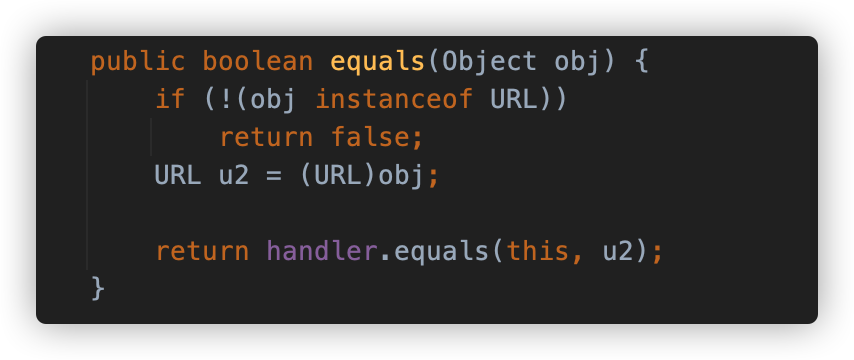 public boolean equals(Object obj) {
    if (!(obj instanceof URL))
        return false;
    URL u2 = (URL)obj;

    return handler.equals(this, u2);
}